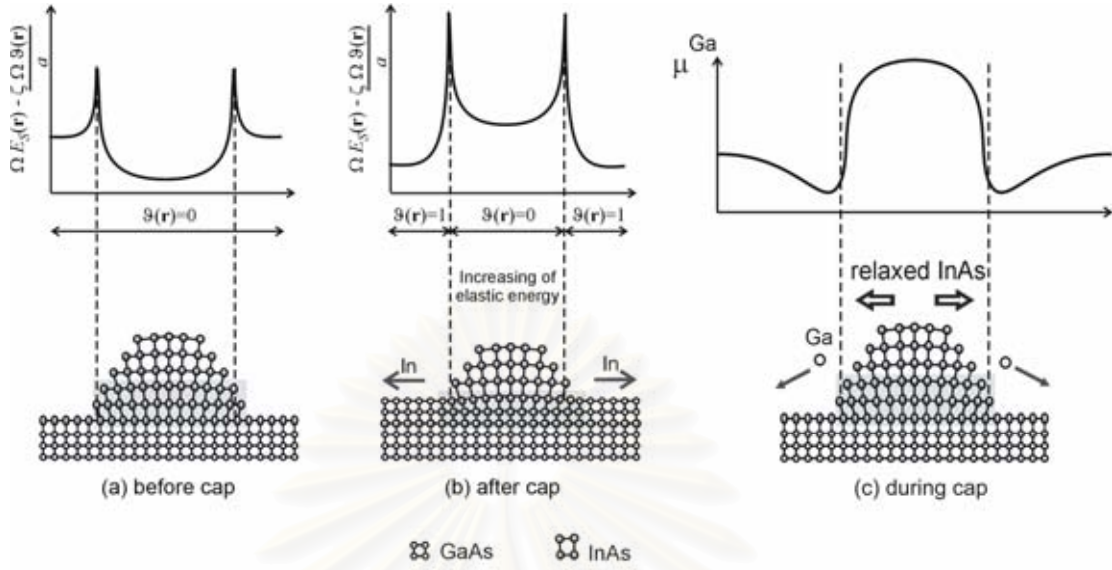 Ω E_S(r) - ζ Ω ϑ(r)
a
ϑ(r)=0
(a) before cap
Ω E_S(r) - ζ Ω ϑ(r)
a
ϑ(r)=1
ϑ(r)=0
ϑ(r)=1
Increasing of
elastic energy
In
In
(b) after cap
μ^Ga
relaxed InAs
Ga
(c) during cap
GaAs
InAs